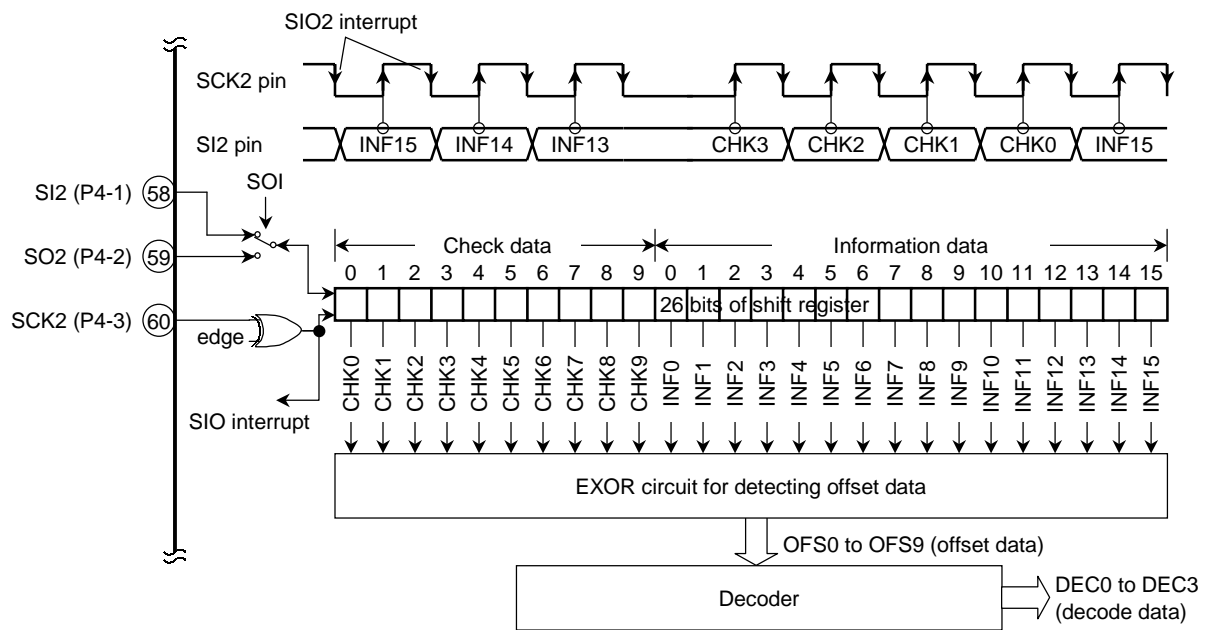 SIO2 interrupt
SCK2 pin
SI2 pin
INF15 INF14 INF13 CHK3 CHK2 CHK1 CHK0 INF15
SI2 (P4-1) 58
SOI
SO2 (P4-2) 59
SCK2 (P4-3) 60
edge
SIO interrupt
Check data Information data
0 1 2 3 4 5 6 7 8 9 0 1 2 3 4 5 6 7 8 9 10 11 12 13 14 15
26 bits of shift register
CHK0 CHK1 CHK2 CHK3 CHK4 CHK5 CHK6 CHK7 CHK8 CHK9 INF0 INF1 INF2 INF3 INF4 INF5 INF6 INF7 INF8 INF9 INF10 INF11 INF12 INF13 INF14 INF15
EXOR circuit for detecting offset data
OFS0 to OFS9 (offset data)
Decoder
DEC0 to DEC3
(decode data)